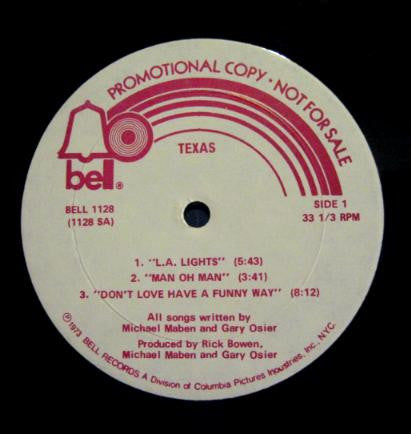 PROMOTIONAL COPY • NOT FOR SALE
bell®
TEXAS
BELL 1128
(1128 SA)
SIDE 1
33 1/3 RPM
1. "L.A. LIGHTS" (5:43)
2. "MAN OH MAN" (3:41)
3. "DON'T LOVE HAVE A FUNNY WAY" (8:12)
All songs written by
Michael Maben and Gary Osier
Produced by Rick Bowen,
Michael Maben and Gary Osier
℗1973 BELL RECORDS A Division of Columbia Pictures Industries, Inc., NYC